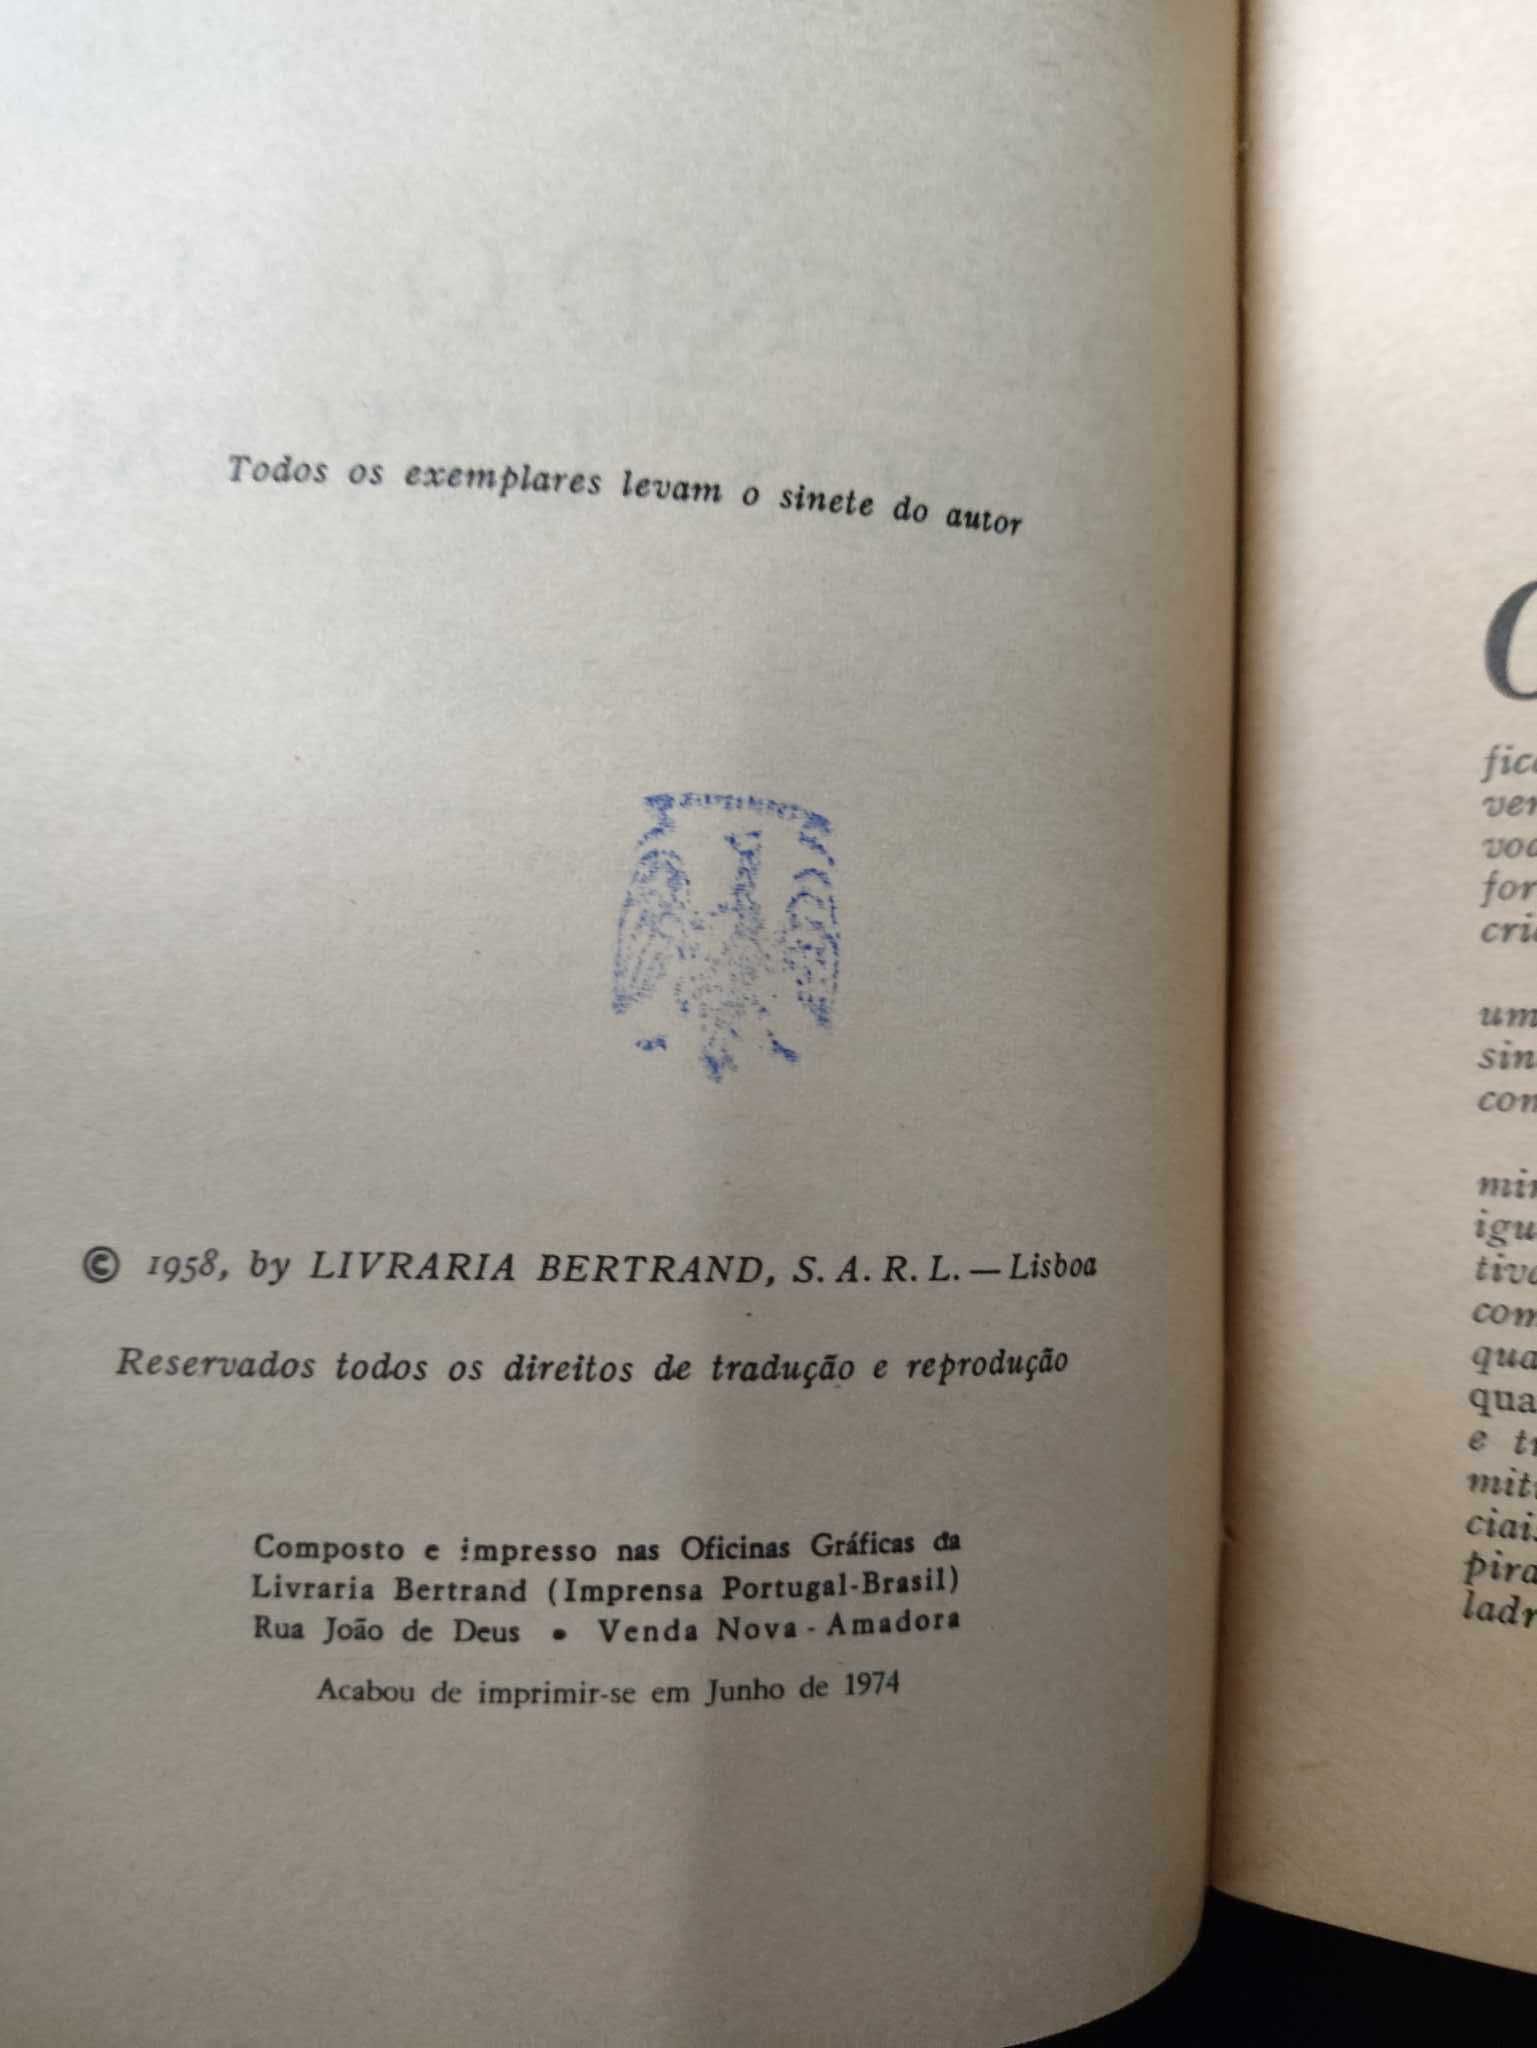 Todos os exemplares levam o sinete do autor
© 1958, by LIVRARIA BERTRAND, S. A. R. L. — Lisboa
Reservados todos os direitos de tradução e reprodução
Composto e impresso nas Oficinas Gráficas da
Livraria Bertrand (Imprensa Portugal-Brasil)
Rua João de Deus • Venda Nova - Amadora
Acabou de imprimir-se em Junho de 1974
um
e